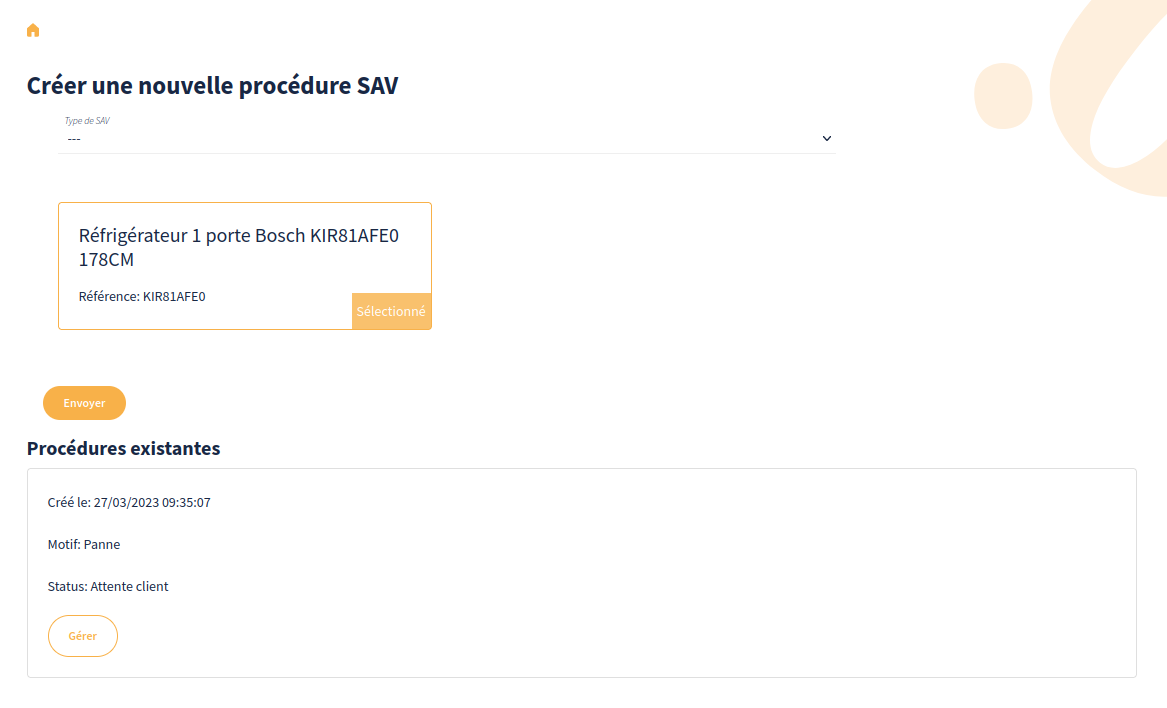 Créer une nouvelle procédure SAV
Type de SAV
---
Réfrigérateur 1 porte Bosch KIR81AFE0
178CM
Référence: KIR81AFE0
Sélectionné
Envoyer
Procédures existantes
Créé le: 27/03/2023 09:35:07
Motif: Panne
Status: Attente client
Gérer